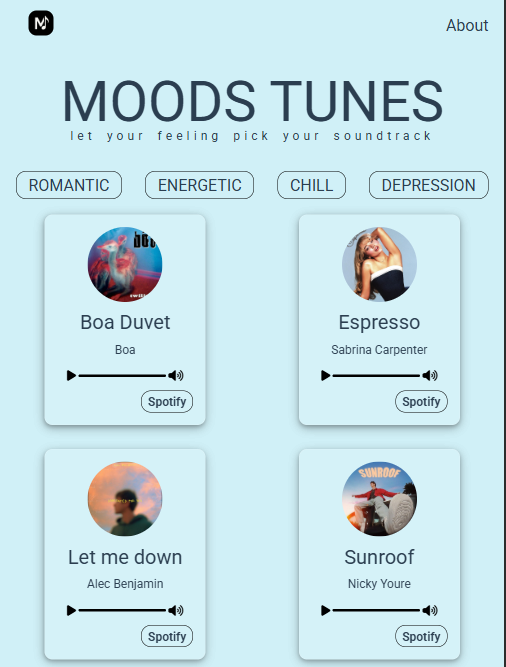 M
About
MOODS TUNES
let your feeling pick your soundtrack
ROMANTIC ENERGETIC CHILL DEPRESSION
Boa Duvet
Boa
Spotify
Espresso
Sabrina Carpenter
Spotify
Let me down
Alec Benjamin
Spotify
SUNROOF
Sunroof
Nicky Youre
Spotify